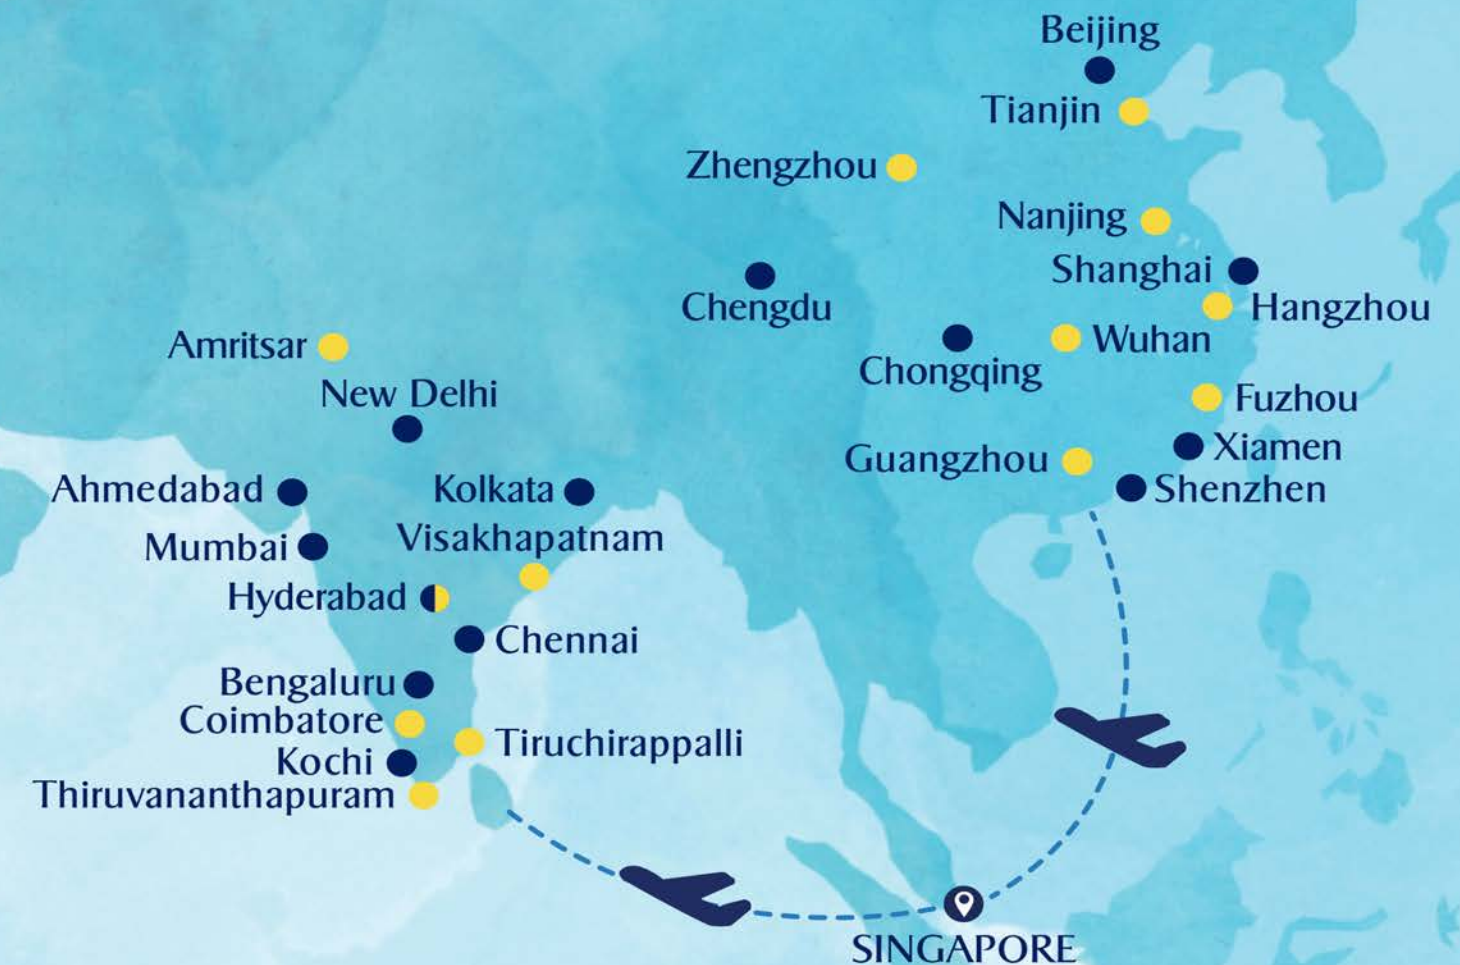 Beijing
Tianjin
Zhengzhou
Nanjing
Shanghai
Chengdu
Hangzhou
Wuhan
Amritsar
Chongqing
New Delhi
Fuzhou
Xiamen
Guangzhou
Ahmedabad
Kolkata
Shenzhen
Visakhapatnam
Mumbai
Hyderabad
Chennai
Bengaluru
Coimbatore
Tiruchirappalli
Kochi
Thiruvananthapuram
SINGAPORE